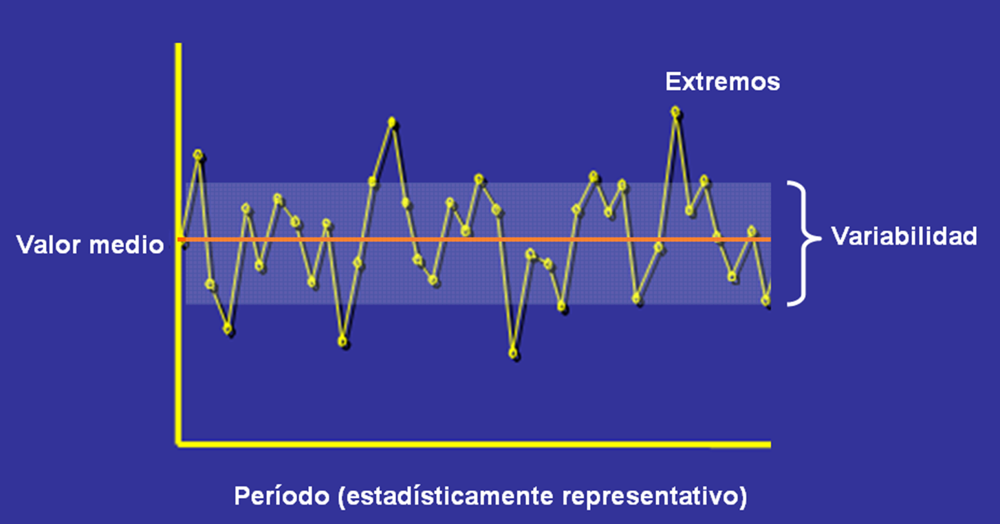 Extremos
Valor medio
Variabilidad
Período (estadísticamente representativo)